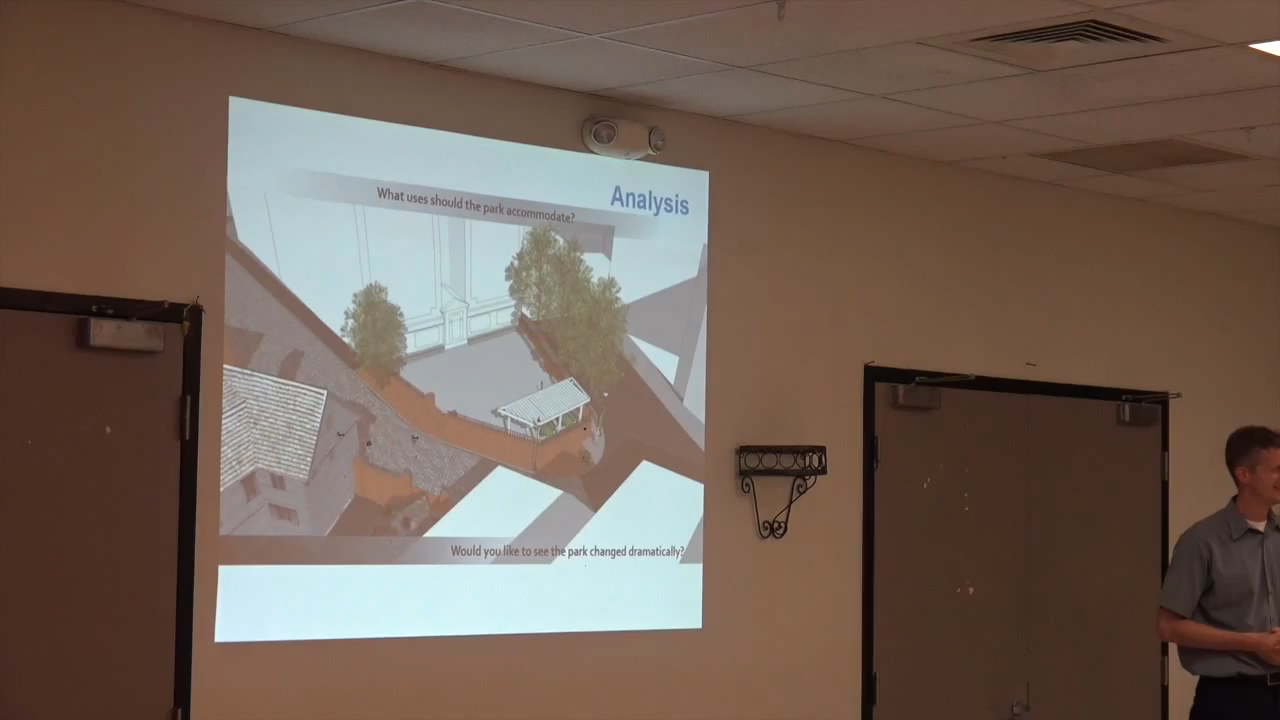 Analysis
What uses should the park accommodate?
Would you like to see the park changed dramatically?